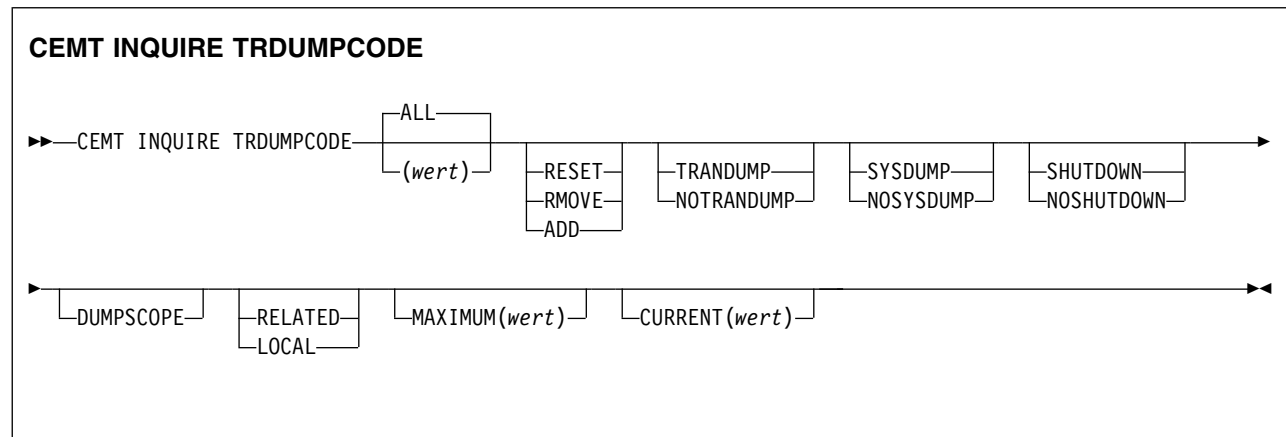 CEMT INQUIRE TRDUMPCODE
ALL
CEMT INQUIRE TRDUMPCODE
(wert) RESET TRANDUMP SYSDUMP SHUTDOWN
RMOVE NOTRANDUMP NOSYSDUMP NOSHUTDOWN
ADD
DUMPSCOPE RELATED MAXIMUM(wert) CURRENT(wert)
LOCAL